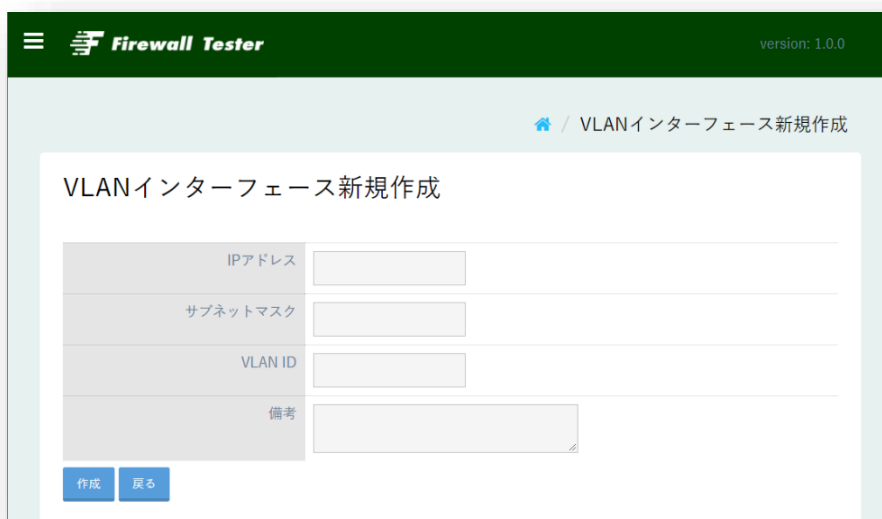 Firewall Tester
version: 1.0.0
/ VLANインターフェース新規作成
VLANインターフェース新規作成
IPアドレス
サブネットマスク
VLAN ID
備考
作成
戻る